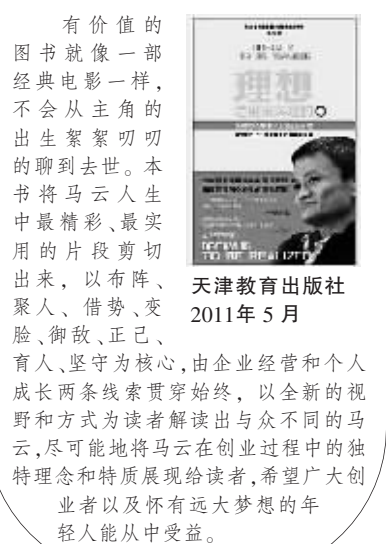 有价值的
图书就像一部
经典电影一样，
不会从主角的
出生絮絮叨叨
的聊到去世。本
书将马云人生
中最精彩、最实
用的片段剪切
出来，以布阵、
聚人、借势、变
脸、御敌、正己、
育人、坚守为核心，由企业经营和个人
成长两条线索贯穿始终，以全新的视
野和方式为读者解读出与众不同的马
云，尽可能地将马云在创业过程中的独
特理念和特质展现给读者，希望广大创
业者以及怀有远大梦想的年
轻人能从中受益。
理想
天津教育出版社
2011年5月